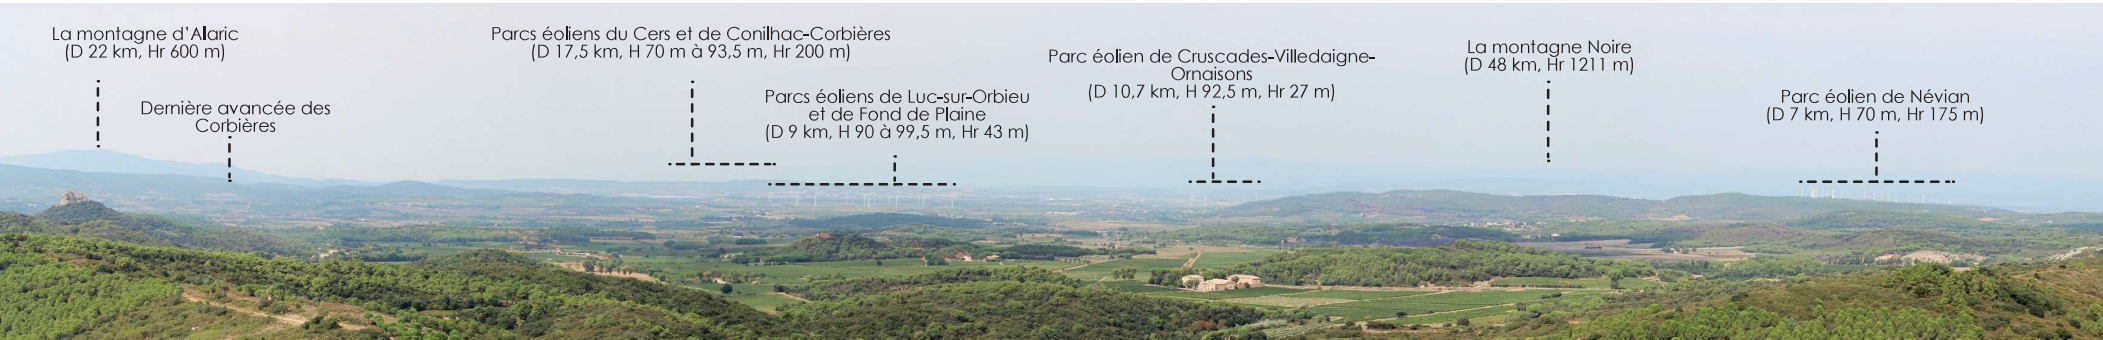 La montagne d'Alaric
(D 22 km, Hr 600 m)
Dernière avancée des
Corbières
Parcs éoliens du Cers et de Conilhac-Corbières
(D 17,5 km, H 70 m à 93,5 m, Hr 200 m)
Parcs éoliens de Luc-sur-Orbieu
et de Fond de Plaine
(D 9 km, H 90 à 99,5 m, Hr 43 m)
Parc éolien de Cruscades-Villedaigne-
Ornaisons
(D 10,7 km, H 92,5 m, Hr 27 m)
La montagne Noire
(D 48 km, Hr 1211 m)
Parc éolien de Névian
(D 7 km, H 70 m, Hr 175 m)